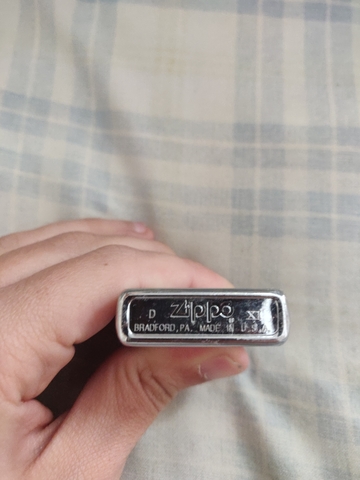 D Zippo XI
BRADFORD, PA. MADE IN U.S.A.